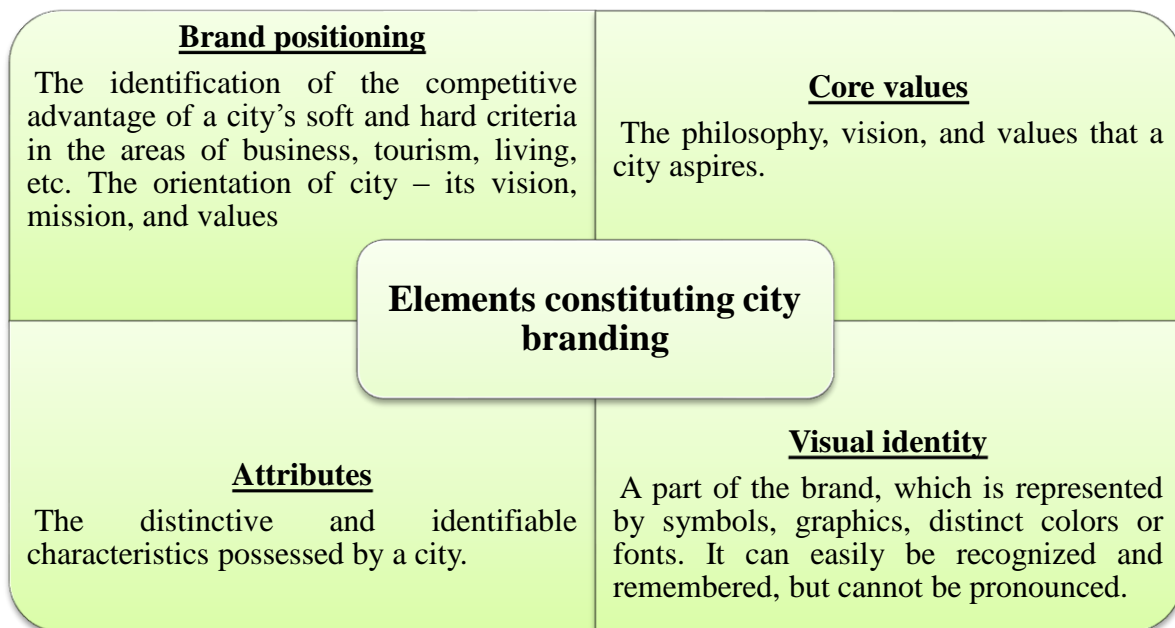 Brand positioning
The identification of the competitive
advantage of a city’s soft and hard criteria
in the areas of business, tourism, living,
etc. The orientation of city – its vision,
mission, and values
Core values
The philosophy, vision, and values that a
city aspires.
Elements constituting city
branding
Attributes
The distinctive and identifiable
characteristics possessed by a city.
Visual identity
A part of the brand, which is represented
by symbols, graphics, distinct colors or
fonts. It can easily be recognized and
remembered, but cannot be pronounced.